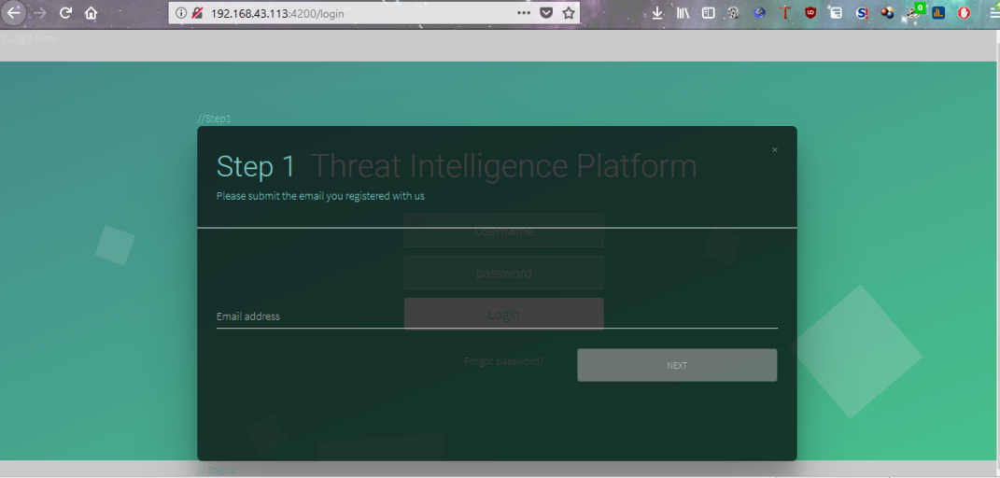 192.168.43.113:4200/login
//Login form
//Step1
Step 1 Threat Intelligence Platform
×
Please submit the email you registered with us
Username
password
Email address
Login
Forgot password?
NEXT
// Step 2